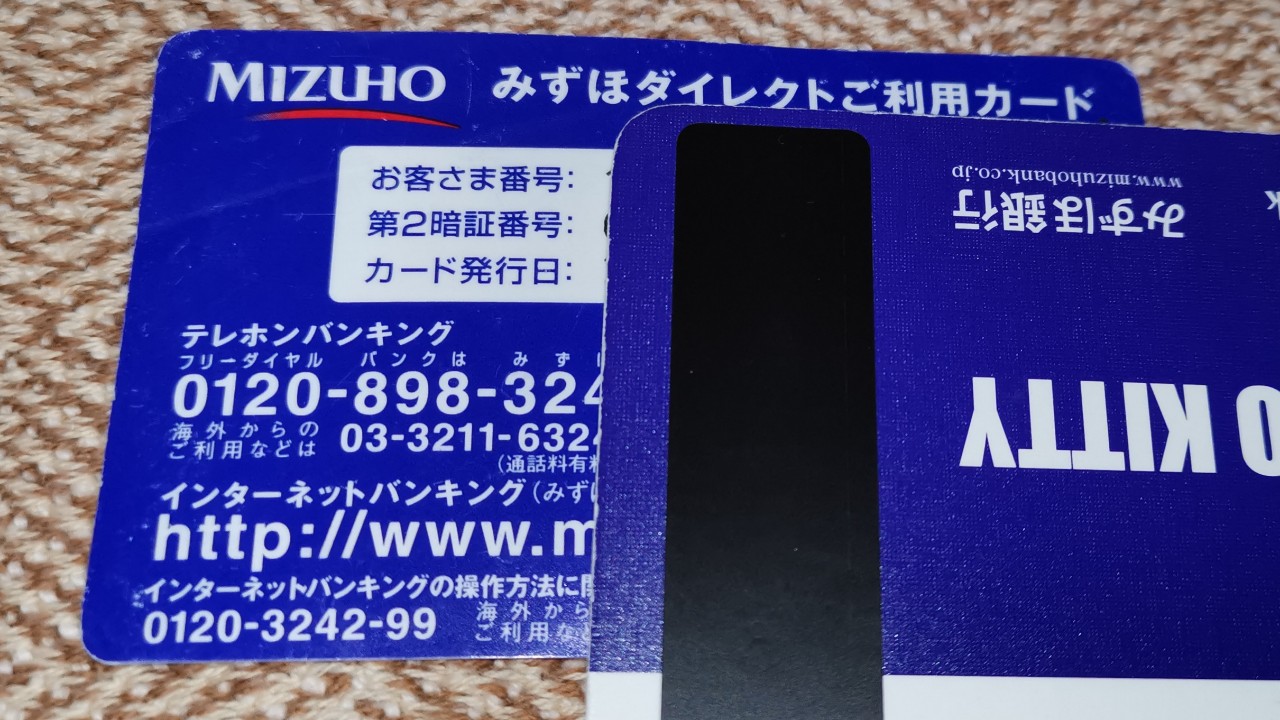 MIZUHO みずほダイレクトご利用カード
お客さま番号:
第2暗証番号:
カード発行日:
テレホンバンキング
フリーダイヤル バンクは みず
0120-898-324
海外からの
ご利用などは 03-3211-6324
(通話料有料
インターネットバンキング(みず
http://www.m
インターネットバンキングの操作方法に関
0120-3242-99
海外から
ご利用など
www.mizuhobank.co.jp
みずほ銀行
O KITTY